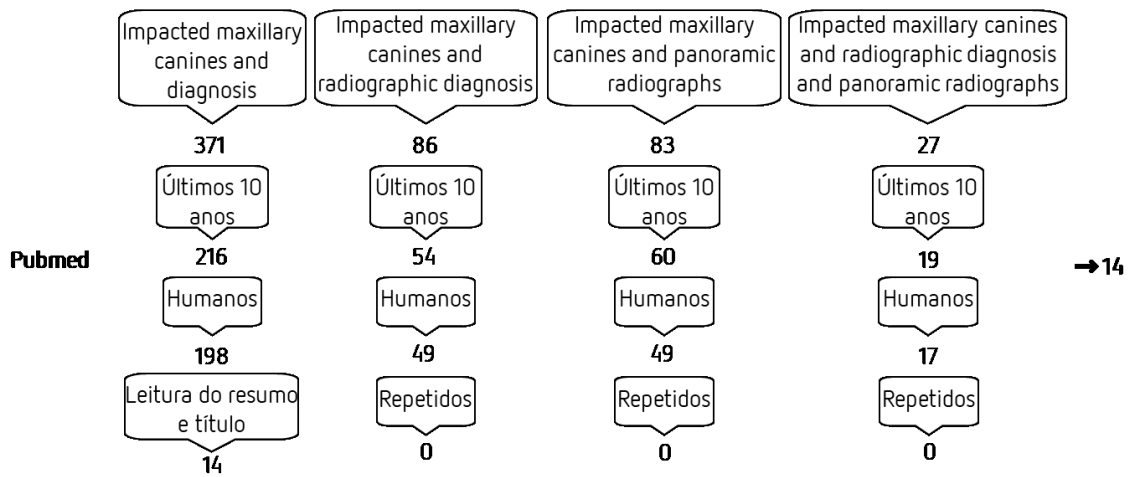 Impacted maxillary
canines and
diagnosis
371
Últimos 10
anos
216
Humanos
198
Leitura do resumo
e título
14
Impacted maxillary
canines and
radiographic diagnosis
86
Últimos 10
anos
54
Humanos
49
Repetidos
0
Impacted maxillary
canines and panoramic
radiographs
83
Últimos 10
anos
60
Humanos
49
Repetidos
0
Impacted maxillary canines
and radiographic diagnosis
and panoramic radiographs
27
Últimos 10
anos
19
Humanos
17
Repetidos
0
Pubmed
→14